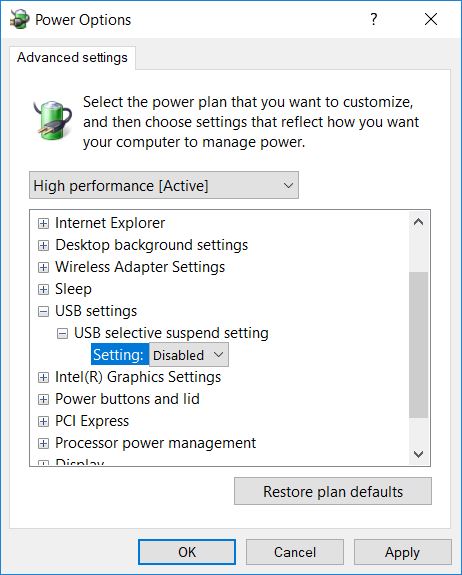 Power Options
Advanced settings
Select the power plan that you want to customize,
and then choose settings that reflect how you want
your computer to manage power.
High performance [Active]
Internet Explorer
Desktop background settings
Wireless Adapter Settings
Sleep
USB settings
USB selective suspend setting
Setting: Disabled
Intel(R) Graphics Settings
Power buttons and lid
PCI Express
Processor power management
Display
Restore plan defaults
OK Cancel Apply